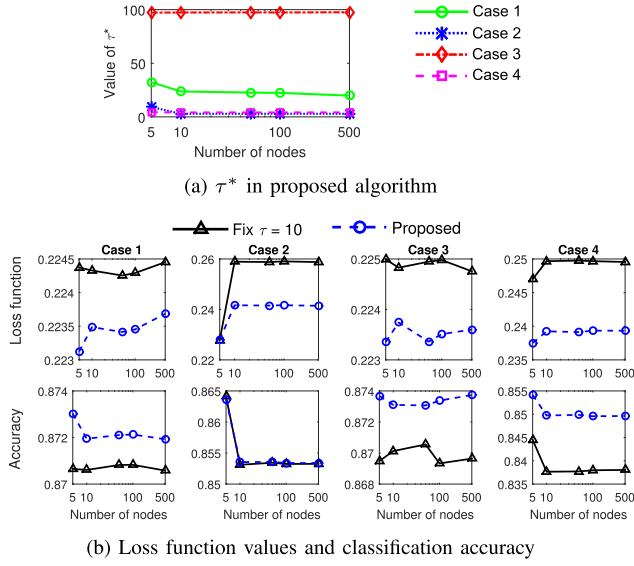 100
50
0
Value of τ*
5 10 100 500
Number of nodes
Case 1
Case 2
Case 3
Case 4
(a) τ* in proposed algorithm
Fix τ = 10
Proposed
Case 1
Case 2
Case 3
Case 4
Loss function
0.2245
0.224
0.2235
0.223
5 10 100 500
0.26
0.24
0.22
5 10 100 500
0.225
0.224
0.223
5 10 100 500
0.25
0.245
0.24
0.235
5 10 100 500
Accuracy
0.874
0.872
0.87
5 10 100 500
Number of nodes
0.865
0.86
0.855
0.85
5 10 100 500
Number of nodes
0.874
0.872
0.87
0.868
5 10 100 500
Number of nodes
0.855
0.85
0.845
0.84
0.835
5 10 100 500
Number of nodes
(b) Loss function values and classification accuracy